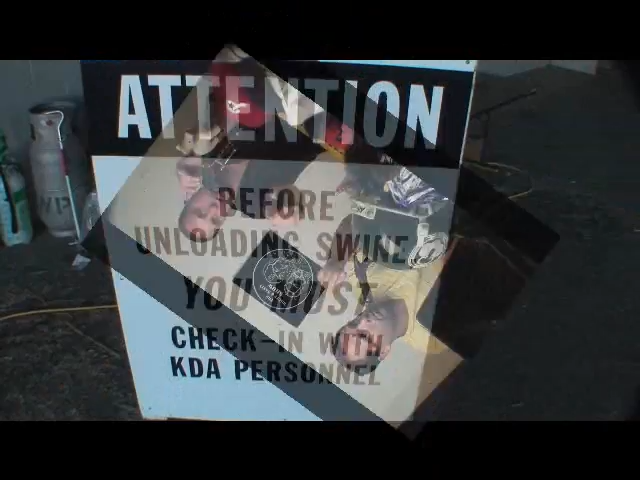 ATTENTION
BEFORE
UNLOADING SWINE
YOU MUST
CHECK-IN WITH
KDA PERSONNEL